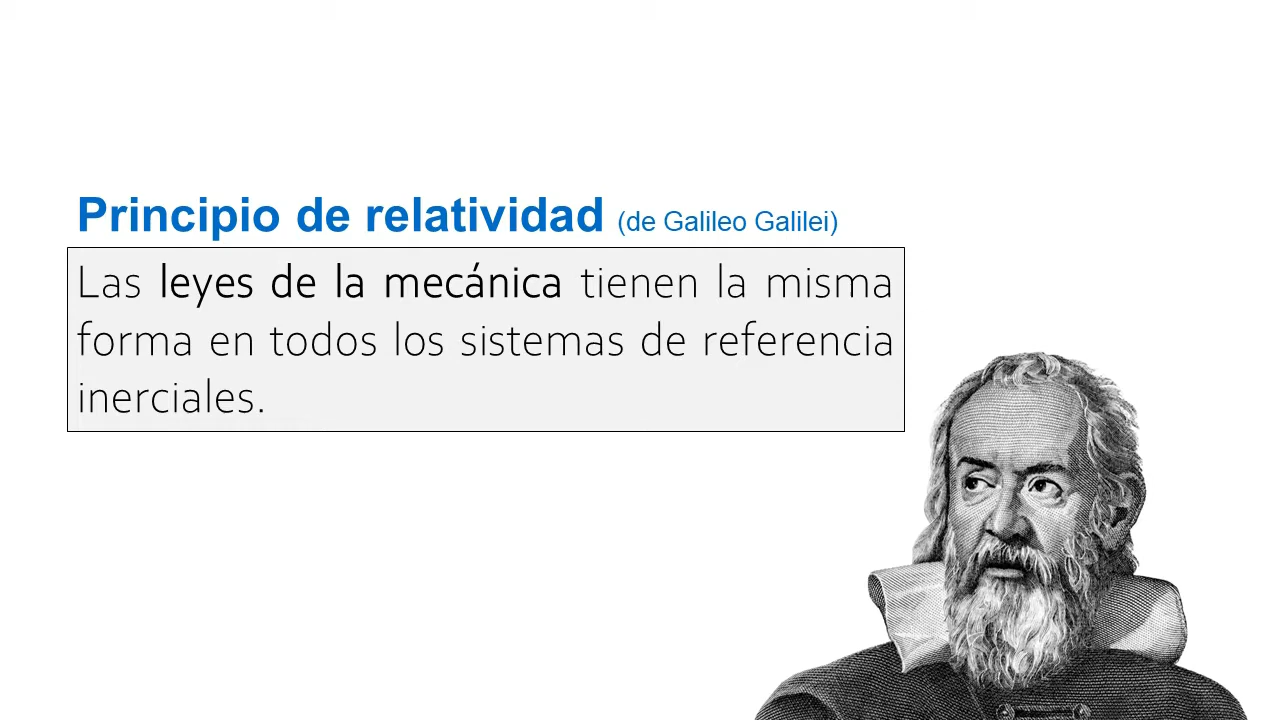 Principio de relatividad (de Galileo Galilei)
Las leyes de la mecánica tienen la misma
forma en todos los sistemas de referencia
inerciales.